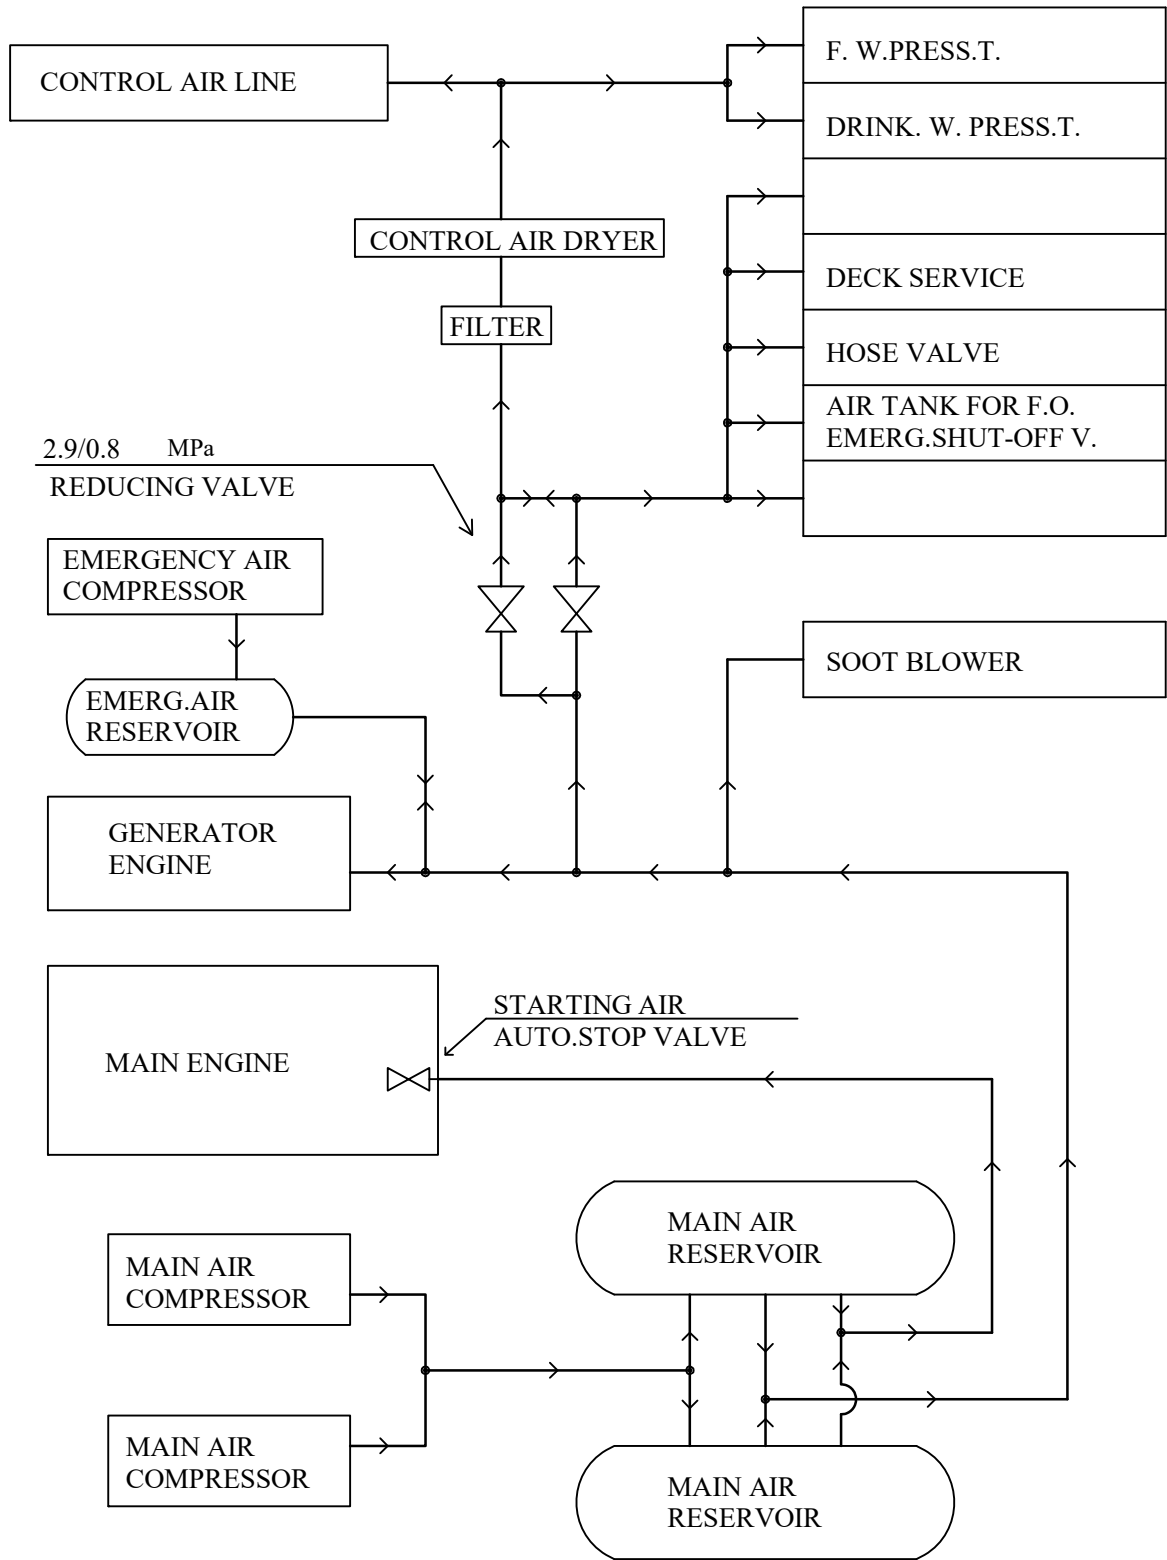 F. W.PRESS.T.
CONTROL AIR LINE
DRINK. W. PRESS.T.
CONTROL AIR DRYER
DECK SERVICE
FILTER
HOSE VALVE
AIR TANK FOR F.O.
EMERG.SHUT-OFF V.
2.9/0.8 MPa
REDUCING VALVE
EMERGENCY AIR
COMPRESSOR
SOOT BLOWER
EMERG.AIR
RESERVOIR
GENERATOR
ENGINE
STARTING AIR
AUTO.STOP VALVE
MAIN ENGINE
MAIN AIR
RESERVOIR
MAIN AIR
COMPRESSOR
MAIN AIR
COMPRESSOR
MAIN AIR
RESERVOIR